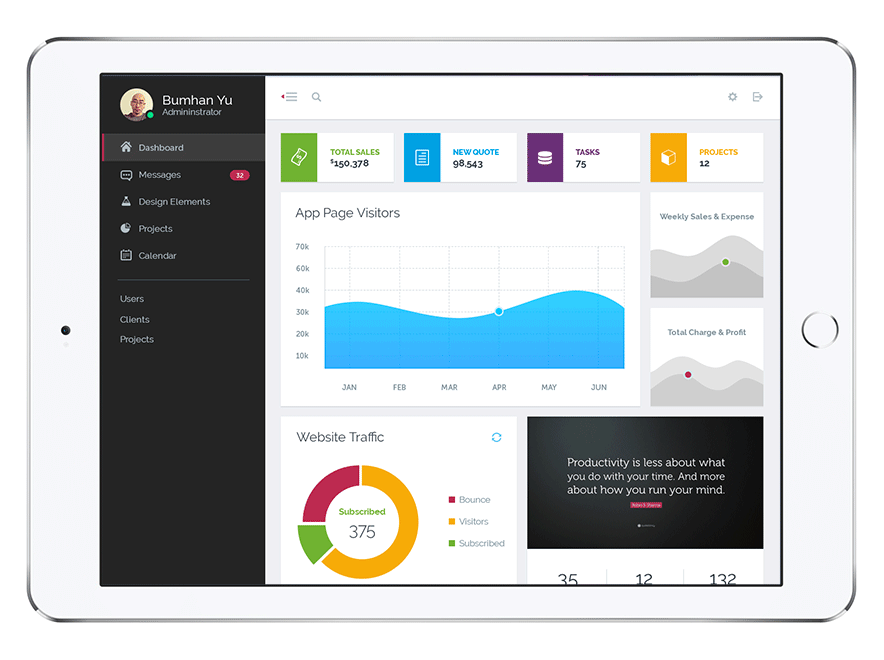 Bumhan Yu
Admininstrator
Dashboard
Messages 32
Design Elements
Projects
Calendar
Users
Clients
Projects
TOTAL SALES
$150,378
NEW QUOTE
98,543
TASKS
75
PROJECTS
12
App Page Visitors
70k
60k
40k
30k
20k
10k
JAN FEB MAR APR MAY JUN
Weekly Sales & Expense
Total Charge & Profit
Website Traffic
Subscribed
375
Bounce
Visitors
Subscribed
Productivity is less about what
you do with your time. And more
about how you run your mind.
35 12 132